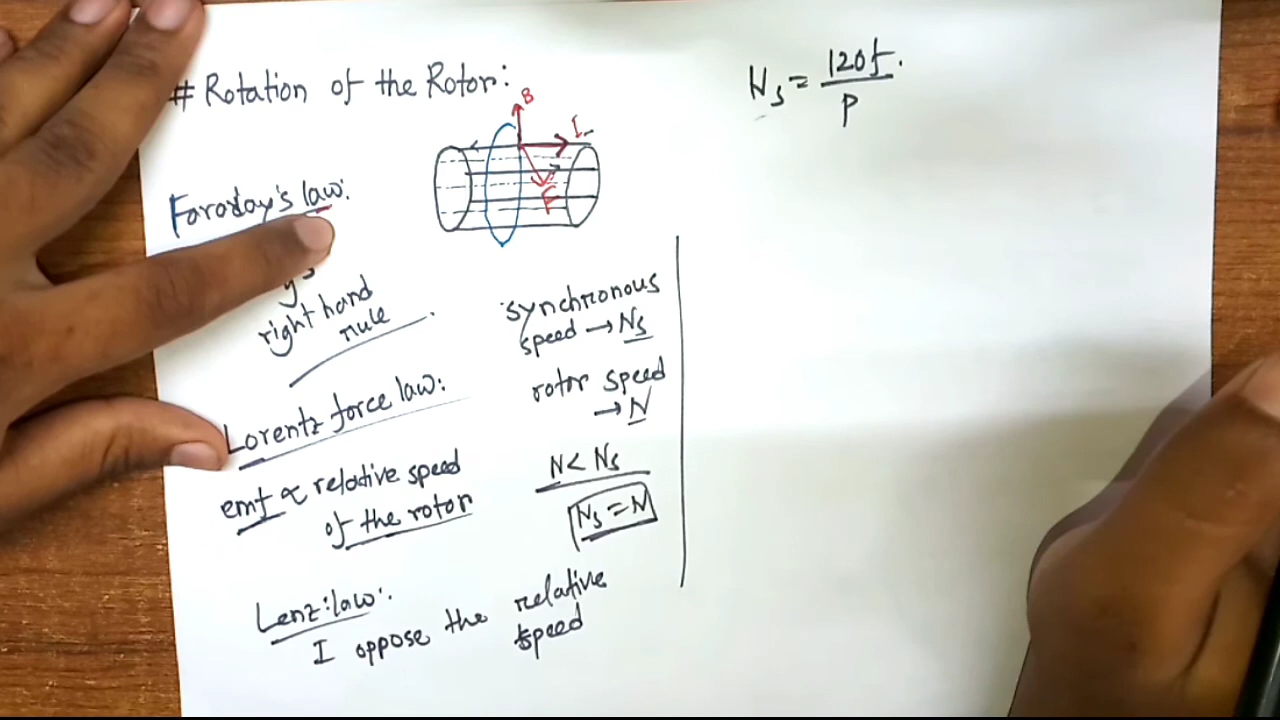 # Rotation of the Rotor:
B
I
F
Faraday's law:
right hand
rule
Lorentz force law:
emf ∝ relative speed
of the rotor
Lenz:law:
I oppose the relative
speed
synchronous
speed → Ns
rotor speed
→ N
N < Ns
Ns = N
Ns = 120f
P